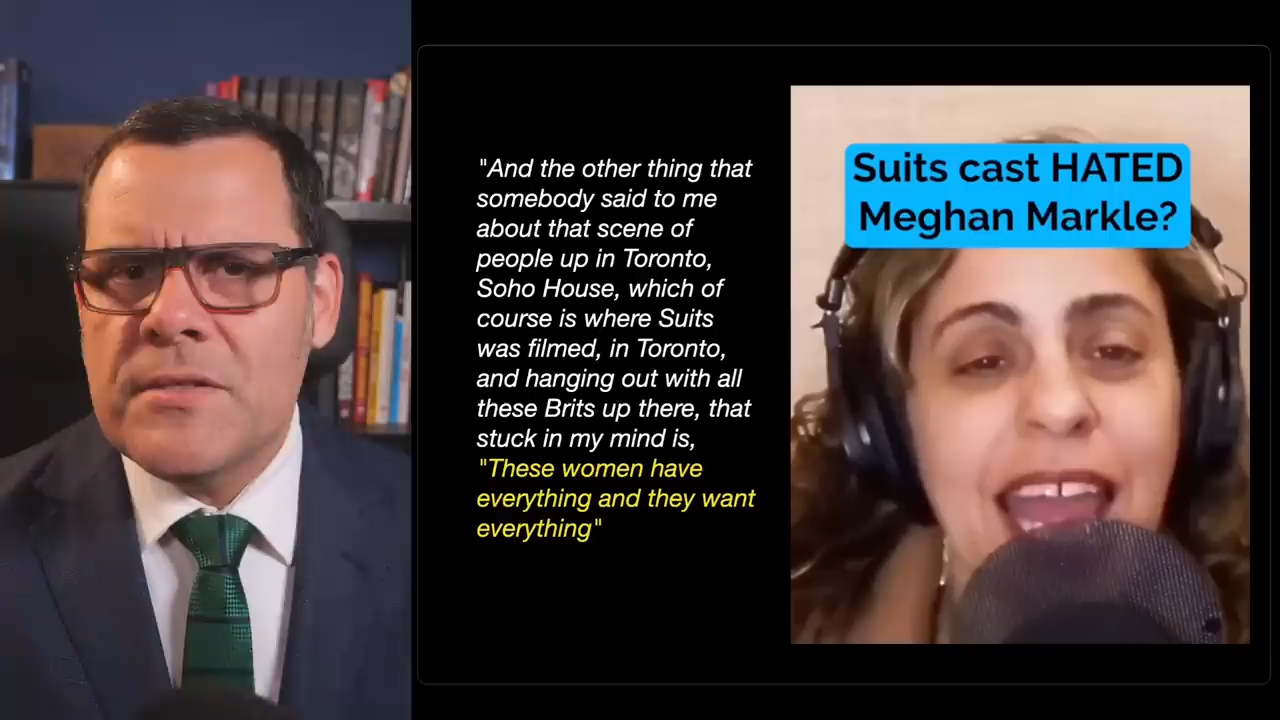 "And the other thing that
somebody said to me
about that scene of
people up in Toronto,
Soho House, which of
course is where Suits
was filmed, in Toronto,
and hanging out with all
these Brits up there, that
stuck in my mind is,
"These women have
everything and they want
everything"
Suits cast HATED
Meghan Markle?